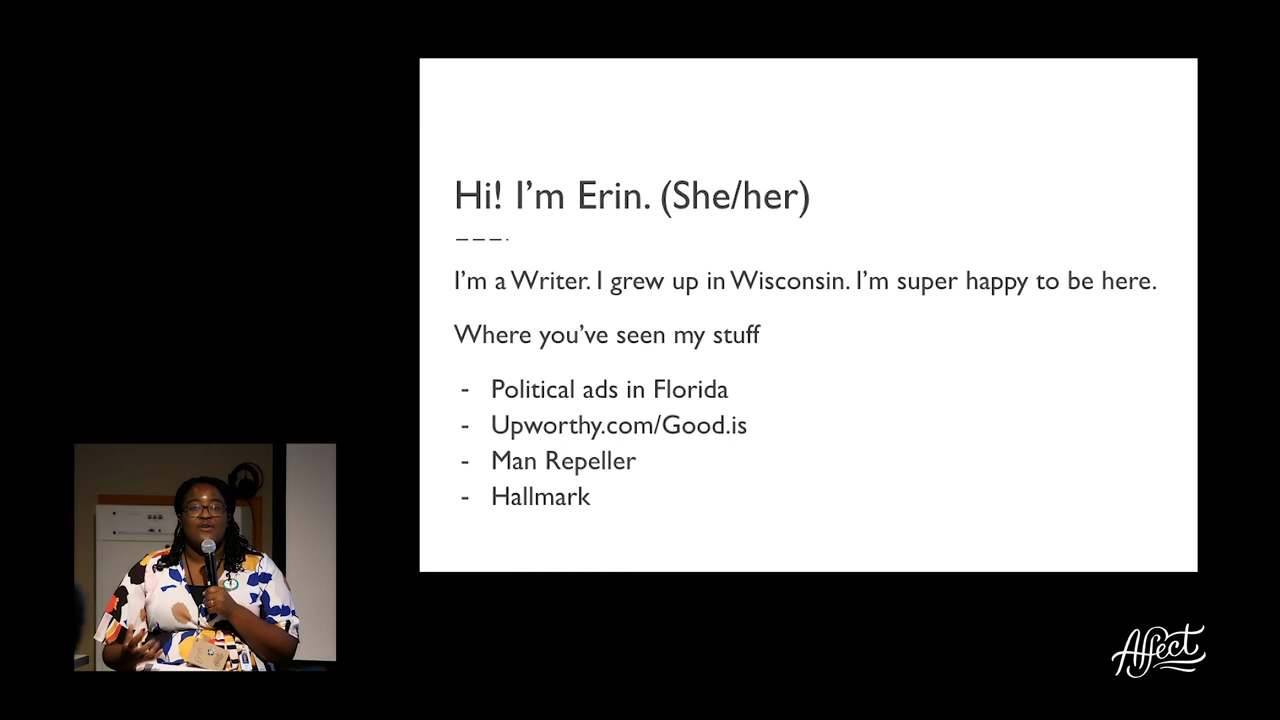 Hi! I'm Erin. (She/her)
I'm a Writer. I grew up in Wisconsin. I'm super happy to be here.
Where you've seen my stuff
- Political ads in Florida
- Upworthy.com/Good.is
- Man Repeller
- Hallmark
Affect